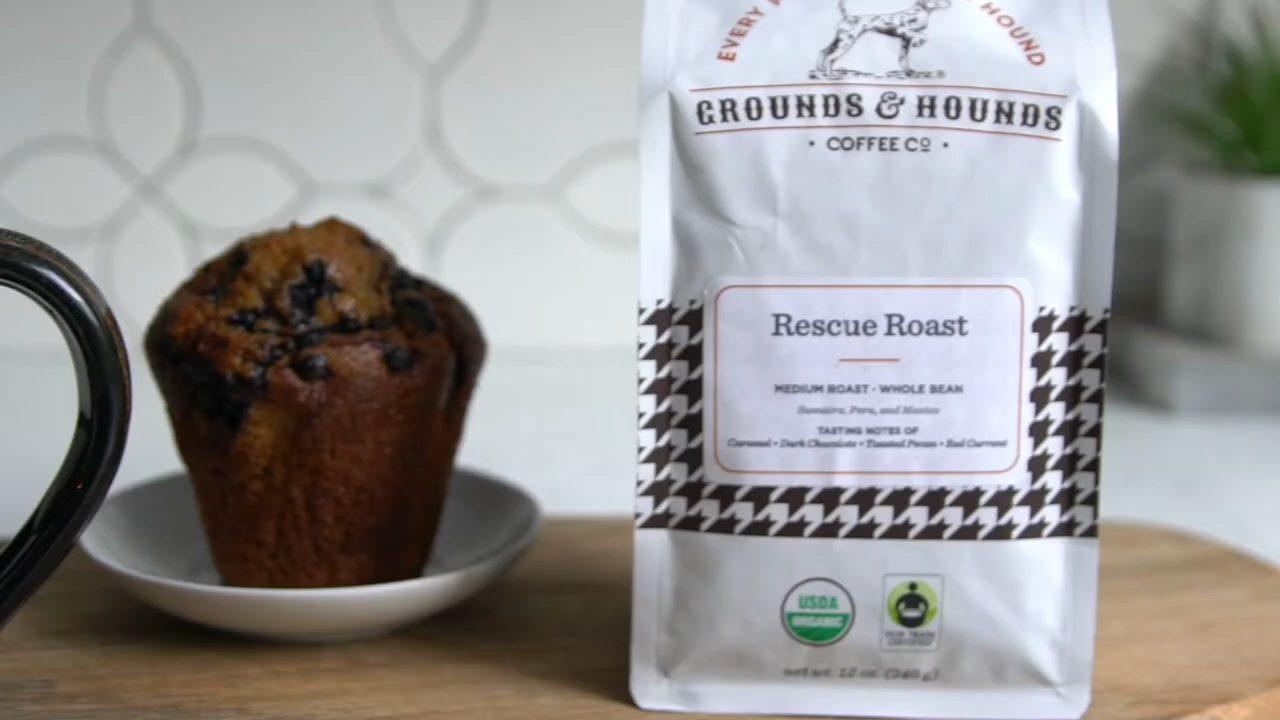 EVERY
HOUND
GROUNDS & HOUNDS
• COFFEE CO •
Rescue Roast
MEDIUM ROAST • WHOLE BEAN
Sumatra, Peru, and Mexico
TASTING NOTES OF
Caramel • Dark Chocolate • Toasted Pecan • Red Currant
USDA
ORGANIC
FAIR TRADE
CERTIFIED
net wt. 12 oz. (340 g)